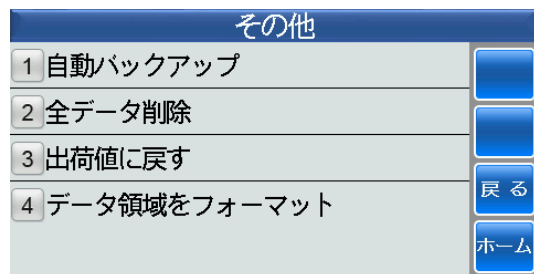 その他
1 自動バックアップ
2 全データ削除
3 出荷値に戻す
4 データ領域をフォーマット
戻る
ホーム